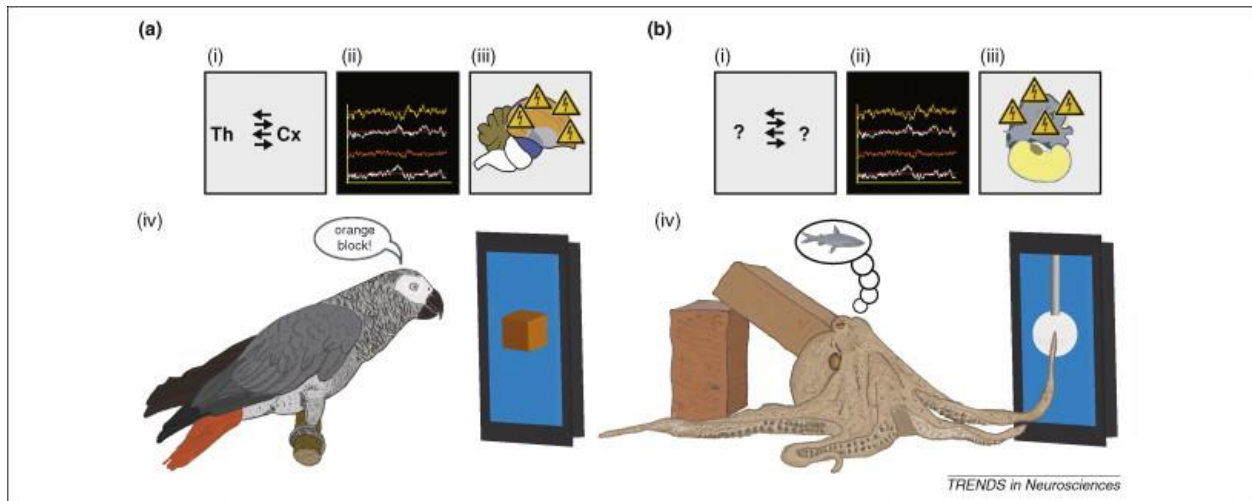 (a)
(i)
(ii)
(iii)
Th
Cx
(iv)
orange
block!
(b)
(i)
(ii)
(iii)
?
?
(iv)
TRENDS in Neurosciences